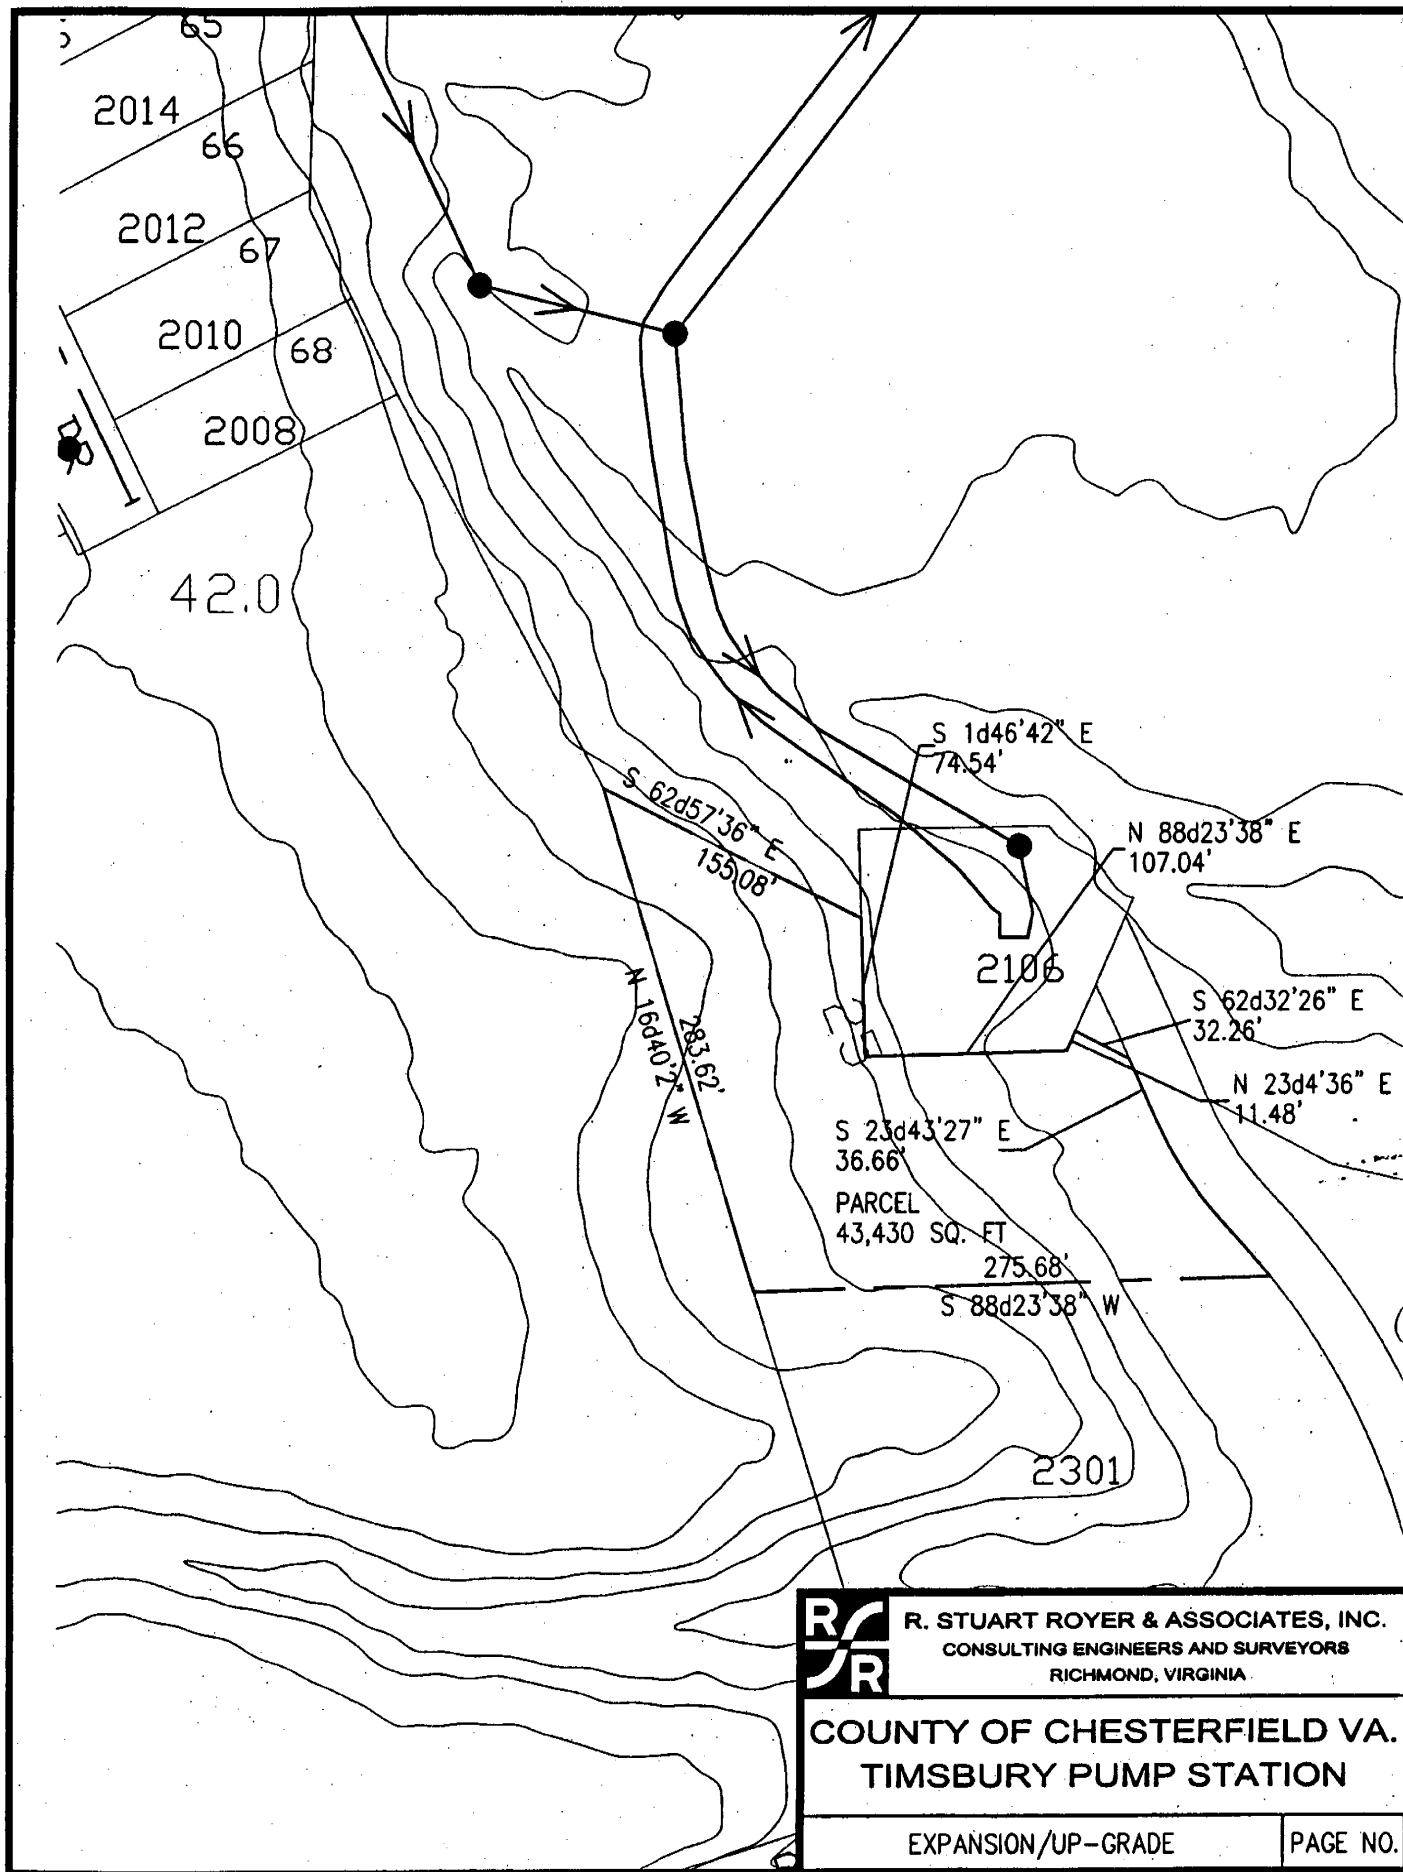 65
2014
66
2012
67
2010
68
2008
DR
42.0
S 1d46'42" E
74.54'
S 62d57'36" E
155.08'
N 88d23'38" E
107.04'
2106
S 62d32'26" E
32.26'
N 16d40'2" W
283.62'
N 23d4'36" E
11.48'
S 23d43'27" E
36.66'
PARCEL
43,430 SQ. FT
275.68'
S 88d23'38" W
2301
R R
R. STUART ROYER & ASSOCIATES, INC.
CONSULTING ENGINEERS AND SURVEYORS
RICHMOND, VIRGINIA
COUNTY OF CHESTERFIELD VA.
TIMSBURY PUMP STATION
EXPANSION/UP-GRADE
PAGE NO.